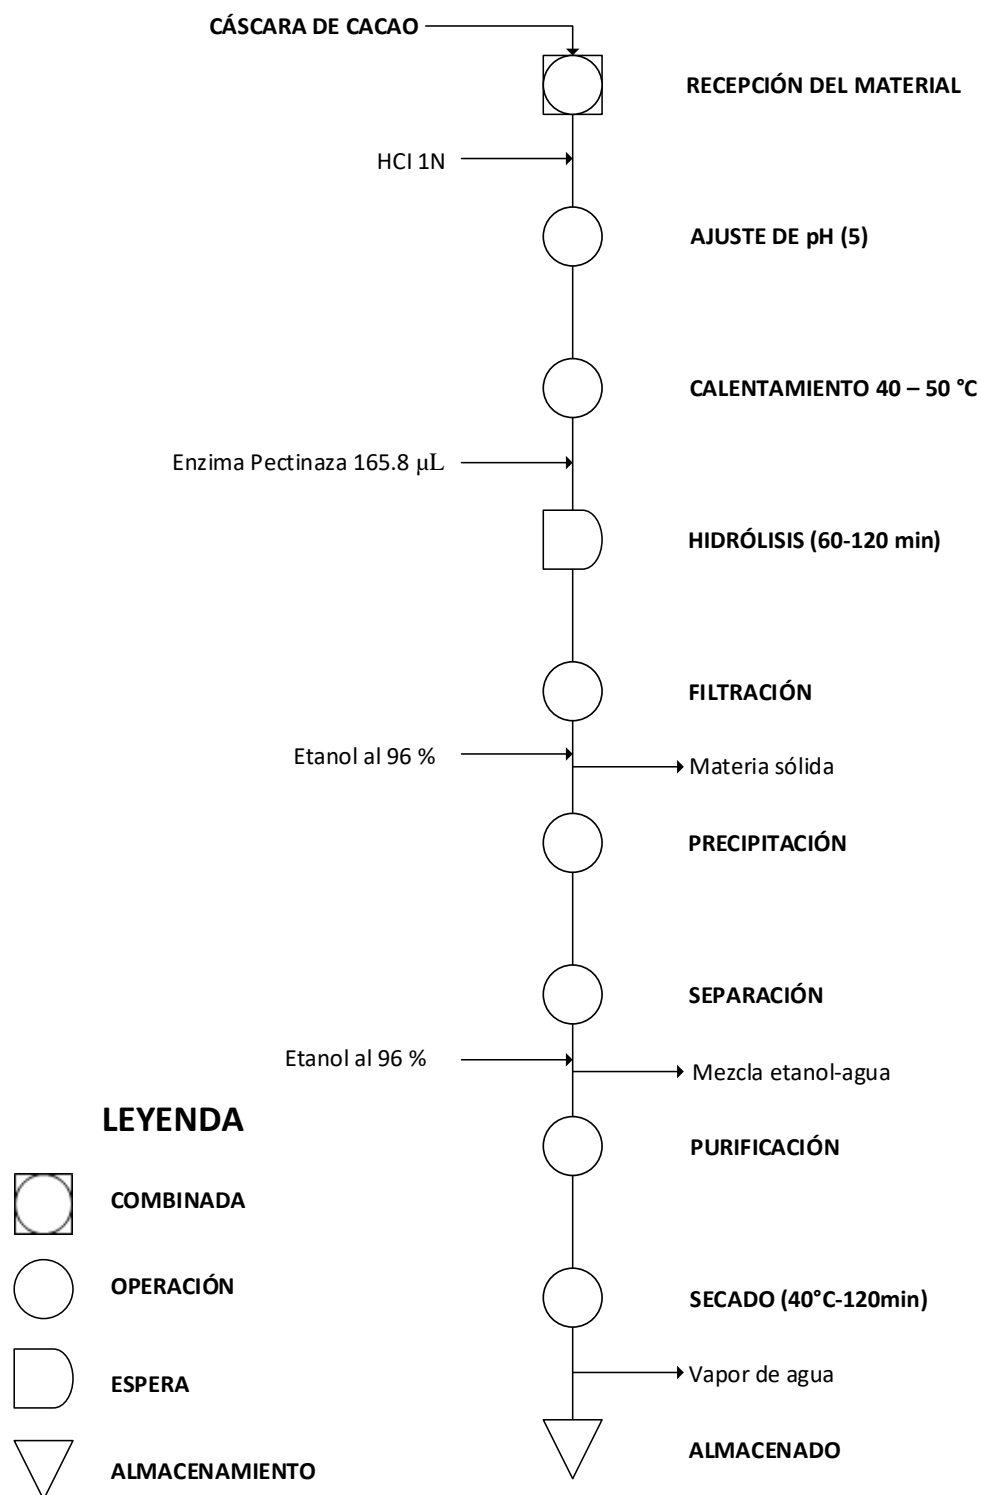 CÁSCARA DE CACAO
RECEPCIÓN DEL MATERIAL
HCl 1N
AJUSTE DE pH (5)
CALENTAMIENTO 40 – 50 °C
Enzima Pectinaza 165.8 µL
HIDRÓLISIS (60-120 min)
FILTRACIÓN
Etanol al 96 %
Materia sólida
PRECIPITACIÓN
SEPARACIÓN
Etanol al 96 %
Mezcla etanol-agua
PURIFICACIÓN
SECADO (40°C-120min)
Vapor de agua
ALMACENADO
LEYENDA
COMBINADA
OPERACIÓN
ESPERA
ALMACENAMIENTO